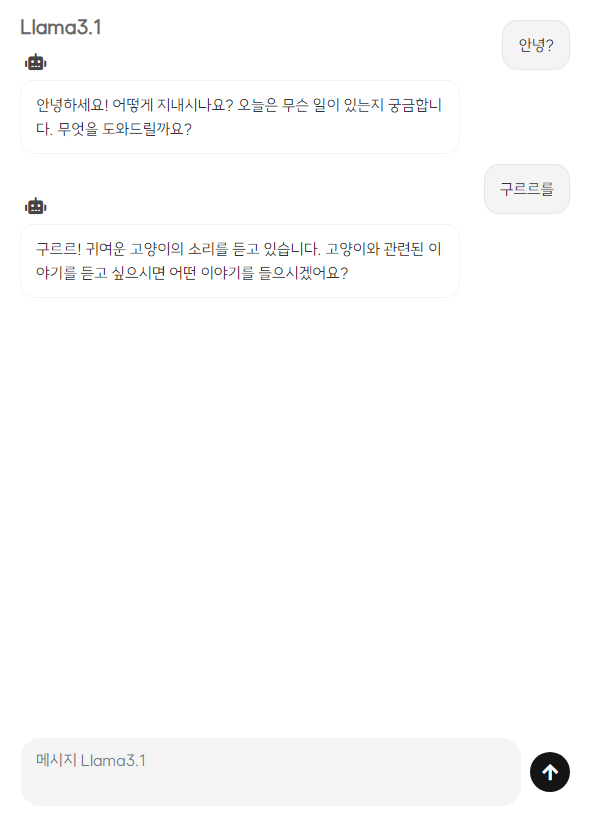 Llama3.1
안녕?
안녕하세요! 어떻게 지내시나요? 오늘은 무슨 일이 있는지 궁금합니
다. 무엇을 도와드릴까요?
구르르를
구르르! 귀여운 고양이의 소리를 듣고 있습니다. 고양이와 관련된 이
야기를 듣고 싶으시면 어떤 이야기를 들으시겠어요?
메시지 Llama3.1